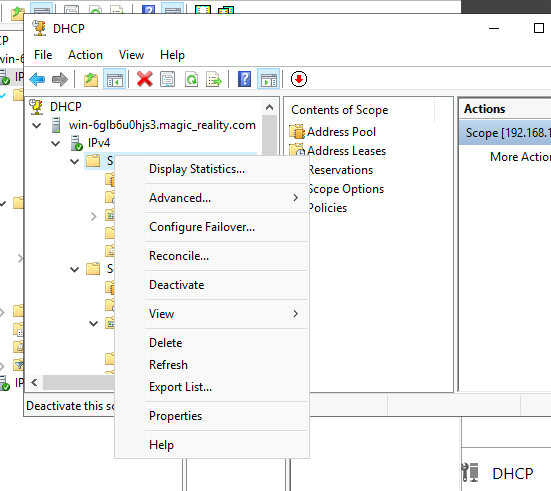 DHCP
File Action View Help
DHCP
win-6glb6u0hjs3.magic_reality.com
IPv4
Contents of Scope
Address Pool
Address Leases
Reservations
Scope Options
Policies
Actions
Scope [192.168.1
More Actio
Display Statistics...
Advanced...
Configure Failover...
Reconcile...
Deactivate
View
Delete
Refresh
Export List...
Properties
Help
Deactivate this sc
DHCP